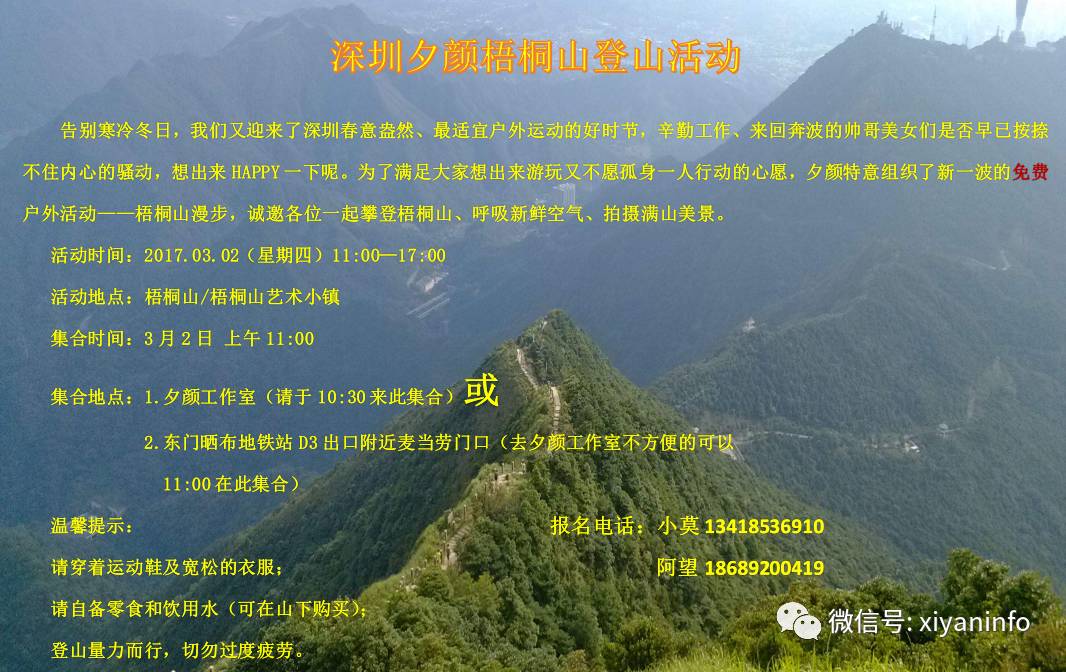 深圳夕颜梧桐山登山活动
告别寒冷冬日，我们又迎来了深圳春意盎然、最适宜户外运动的好时节，辛勤工作、来回奔波的帅哥美女们是否早已按捺
不住内心的骚动，想出来 HAPPY 一下呢。为了满足大家想出来游玩又不愿孤身一人行动的心愿，夕颜特意组织了新一波的免费
户外活动——梧桐山漫步，诚邀各位一起攀登梧桐山、呼吸新鲜空气、拍摄满山美景。
活动时间：2017.03.02（星期四）11:00—17:00
活动地点：梧桐山/梧桐山艺术小镇
集合时间：3 月 2 日 上午 11:00
集合地点：1.夕颜工作室（请于 10:30 来此集合）或
2.东门晒布地铁站 D3 出口附近麦当劳门口（去夕颜工作室不方便的可以
11:00 在此集合）
温馨提示：
报名电话：小莫 13418536910
请穿着运动鞋及宽松的衣服；
阿望 18689200419
请自备零食和饮用水（可在山下购买）；
登山量力而行，切勿过度疲劳。
微信号: xiyaninfo